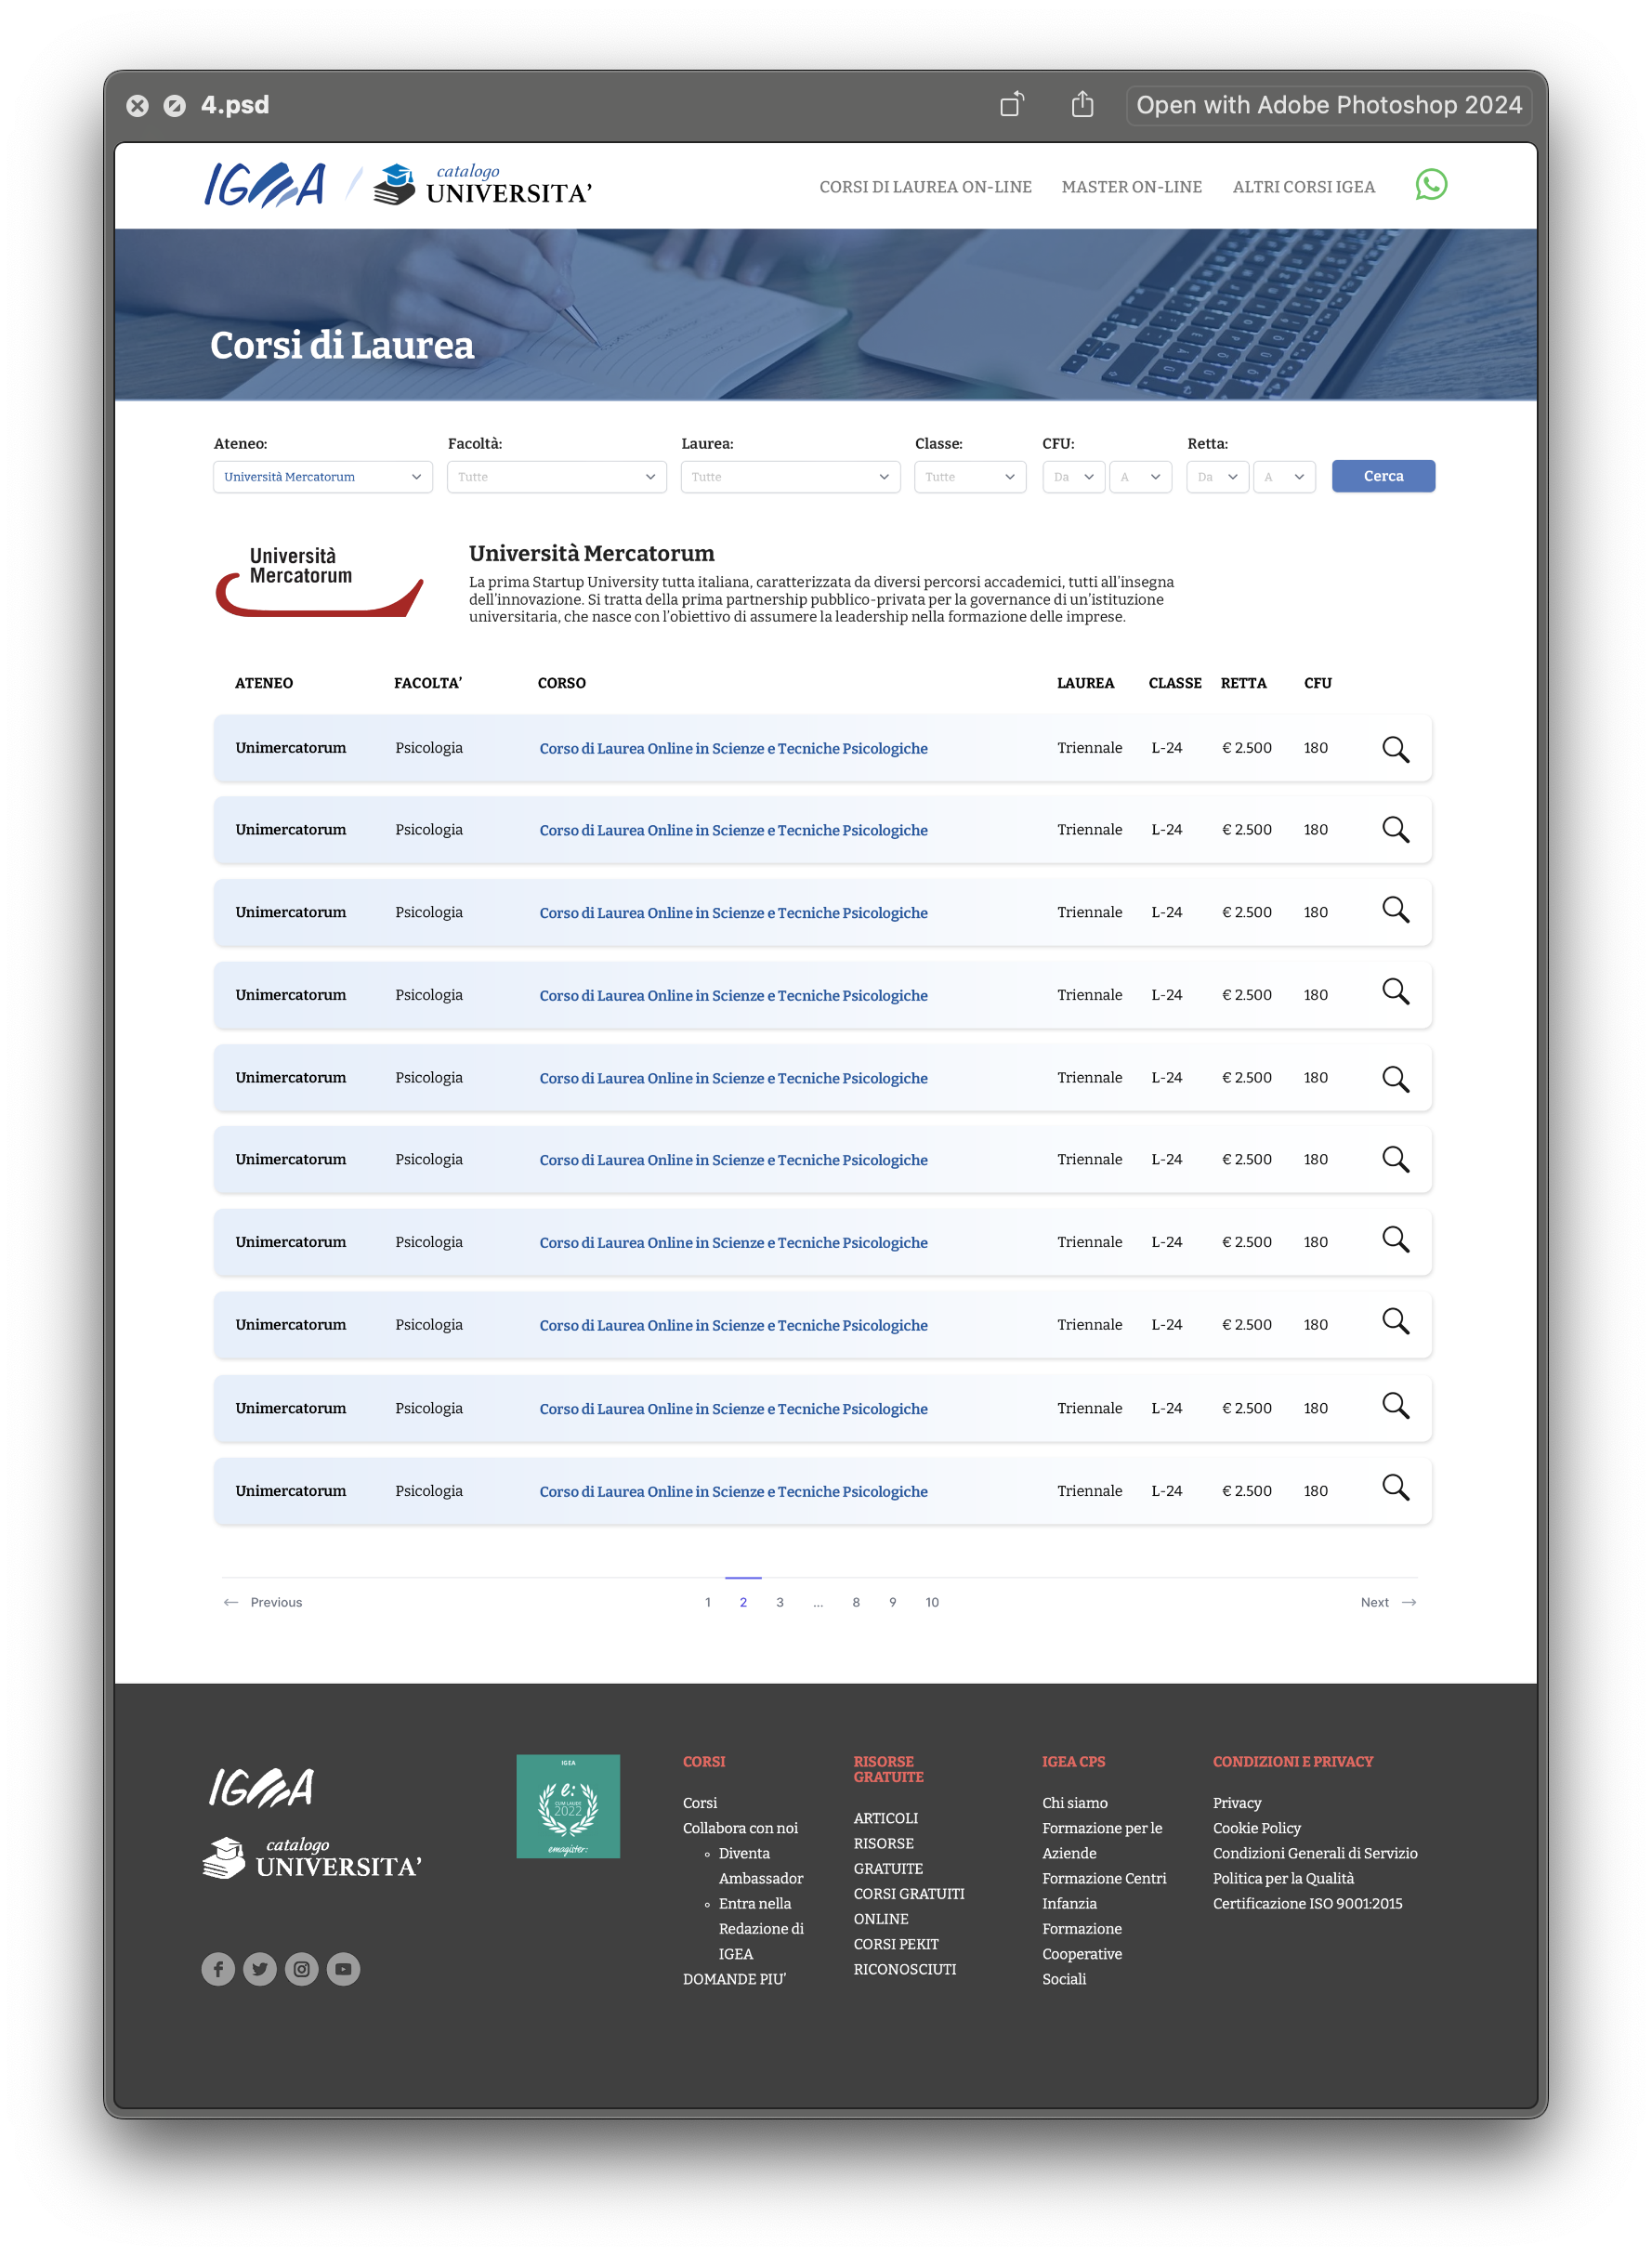 4.psd
Open with Adobe Photoshop 2024
IGEA
catalogo
UNIVERSITA’
CORSI DI LAUREA ON-LINE
MASTER ON-LINE
ALTRI CORSI IGEA
Corsi di Laurea
Ateneo: Facoltà: Laurea: Classe: CFU: Retta:
Università Mercatorum Tutte Tutte Tutte Da A Da A Cerca
Università
Mercatorum
Università Mercatorum
La prima Startup University tutta italiana, caratterizzata da diversi percorsi accademici, tutti all’insegna
dell’innovazione. Si tratta della prima partnership pubblico-privata per la governance di un’istituzione
universitaria, che nasce con l’obiettivo di assumere la leadership nella formazione delle imprese.
ATENEO FACOLTA’ CORSO LAUREA CLASSE RETTA CFU
Unimercatorum Psicologia Corso di Laurea Online in Scienze e Tecniche Psicologiche Triennale L-24 € 2.500 180
Unimercatorum Psicologia Corso di Laurea Online in Scienze e Tecniche Psicologiche Triennale L-24 € 2.500 180
Unimercatorum Psicologia Corso di Laurea Online in Scienze e Tecniche Psicologiche Triennale L-24 € 2.500 180
Unimercatorum Psicologia Corso di Laurea Online in Scienze e Tecniche Psicologiche Triennale L-24 € 2.500 180
Unimercatorum Psicologia Corso di Laurea Online in Scienze e Tecniche Psicologiche Triennale L-24 € 2.500 180
Unimercatorum Psicologia Corso di Laurea Online in Scienze e Tecniche Psicologiche Triennale L-24 € 2.500 180
Unimercatorum Psicologia Corso di Laurea Online in Scienze e Tecniche Psicologiche Triennale L-24 € 2.500 180
Unimercatorum Psicologia Corso di Laurea Online in Scienze e Tecniche Psicologiche Triennale L-24 € 2.500 180
Unimercatorum Psicologia Corso di Laurea Online in Scienze e Tecniche Psicologiche Triennale L-24 € 2.500 180
Unimercatorum Psicologia Corso di Laurea Online in Scienze e Tecniche Psicologiche Triennale L-24 € 2.500 180
← Previous 1 2 3 ... 8 9 10 Next →
IGEA
catalogo
UNIVERSITA’
IGEA
e:
CUM LAUDE
2022
emagister:
CORSI
Corsi
Collabora con noi
Diventa
Ambassador
Entra nella
Redazione di
IGEA
DOMANDE PIU’
RISORSE
GRATUITE
ARTICOLI
RISORSE
GRATUITE
CORSI GRATUITI
ONLINE
CORSI PEKIT
RICONOSCIUTI
IGEA CPS
Chi siamo
Formazione per le
Aziende
Formazione Centri
Infanzia
Formazione
Cooperative
Sociali
CONDIZIONI E PRIVACY
Privacy
Cookie Policy
Condizioni Generali di Servizio
Politica per la Qualità
Certificazione ISO 9001:2015